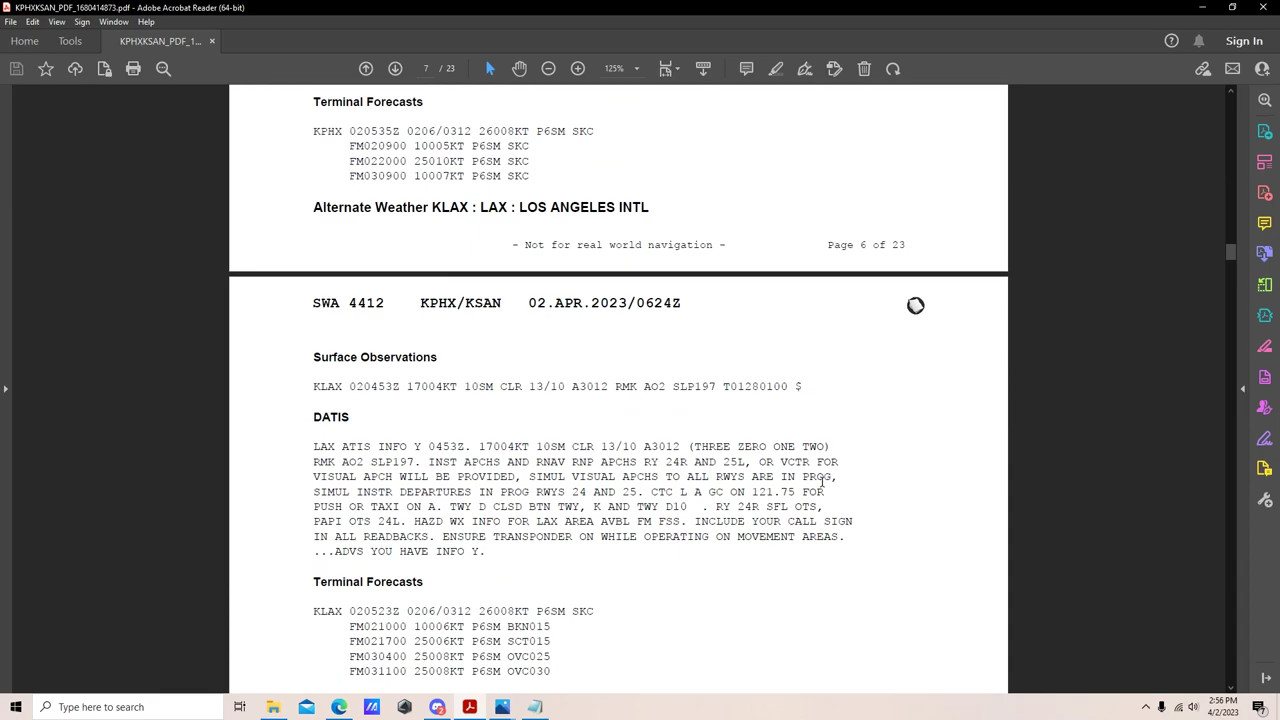 KPHXKSAN_PDF_1680414873.pdf - Adobe Acrobat Reader (64-bit)
File Edit View Sign Window Help
Home Tools KPHXKSAN_PDF_1... × Sign In
7 / 23 125%
Terminal Forecasts
KPHX 020535Z 0206/0312 26008KT P6SM SKC
FM020900 10005KT P6SM SKC
FM022000 25010KT P6SM SKC
FM030900 10007KT P6SM SKC
Alternate Weather KLAX : LAX : LOS ANGELES INTL
- Not for real world navigation - Page 6 of 23
SWA 4412 KPHX/KSAN 02.APR.2023/0624Z
Surface Observations
KLAX 020453Z 17004KT 10SM CLR 13/10 A3012 RMK AO2 SLP197 T01280100 $
DATIS
LAX ATIS INFO Y 0453Z. 17004KT 10SM CLR 13/10 A3012 (THREE ZERO ONE TWO)
RMK AO2 SLP197. INST APCHS AND RNAV RNP APCHS RY 24R AND 25L, OR VCTR FOR
VISUAL APCH WILL BE PROVIDED, SIMUL VISUAL APCHS TO ALL RWYS ARE IN PROG,
SIMUL INSTR DEPARTURES IN PROG RWYS 24 AND 25. CTC L A GC ON 121.75 FOR
PUSH OR TAXI ON A. TWY D CLSD BTN TWY, K AND TWY D10 . RY 24R SFL OTS,
PAPI OTS 24L. HAZD WX INFO FOR LAX AREA AVBL FM FSS. INCLUDE YOUR CALL SIGN
IN ALL READBACKS. ENSURE TRANSPONDER ON WHILE OPERATING ON MOVEMENT AREAS.
...ADVS YOU HAVE INFO Y.
Terminal Forecasts
KLAX 020523Z 0206/0312 26008KT P6SM SKC
FM021000 10006KT P6SM BKN015
FM021700 25006KT P6SM SCT015
FM030400 25008KT P6SM OVC025
FM031100 25008KT P6SM OVC030
Type here to search
2:56 PM
4/2/2023
7